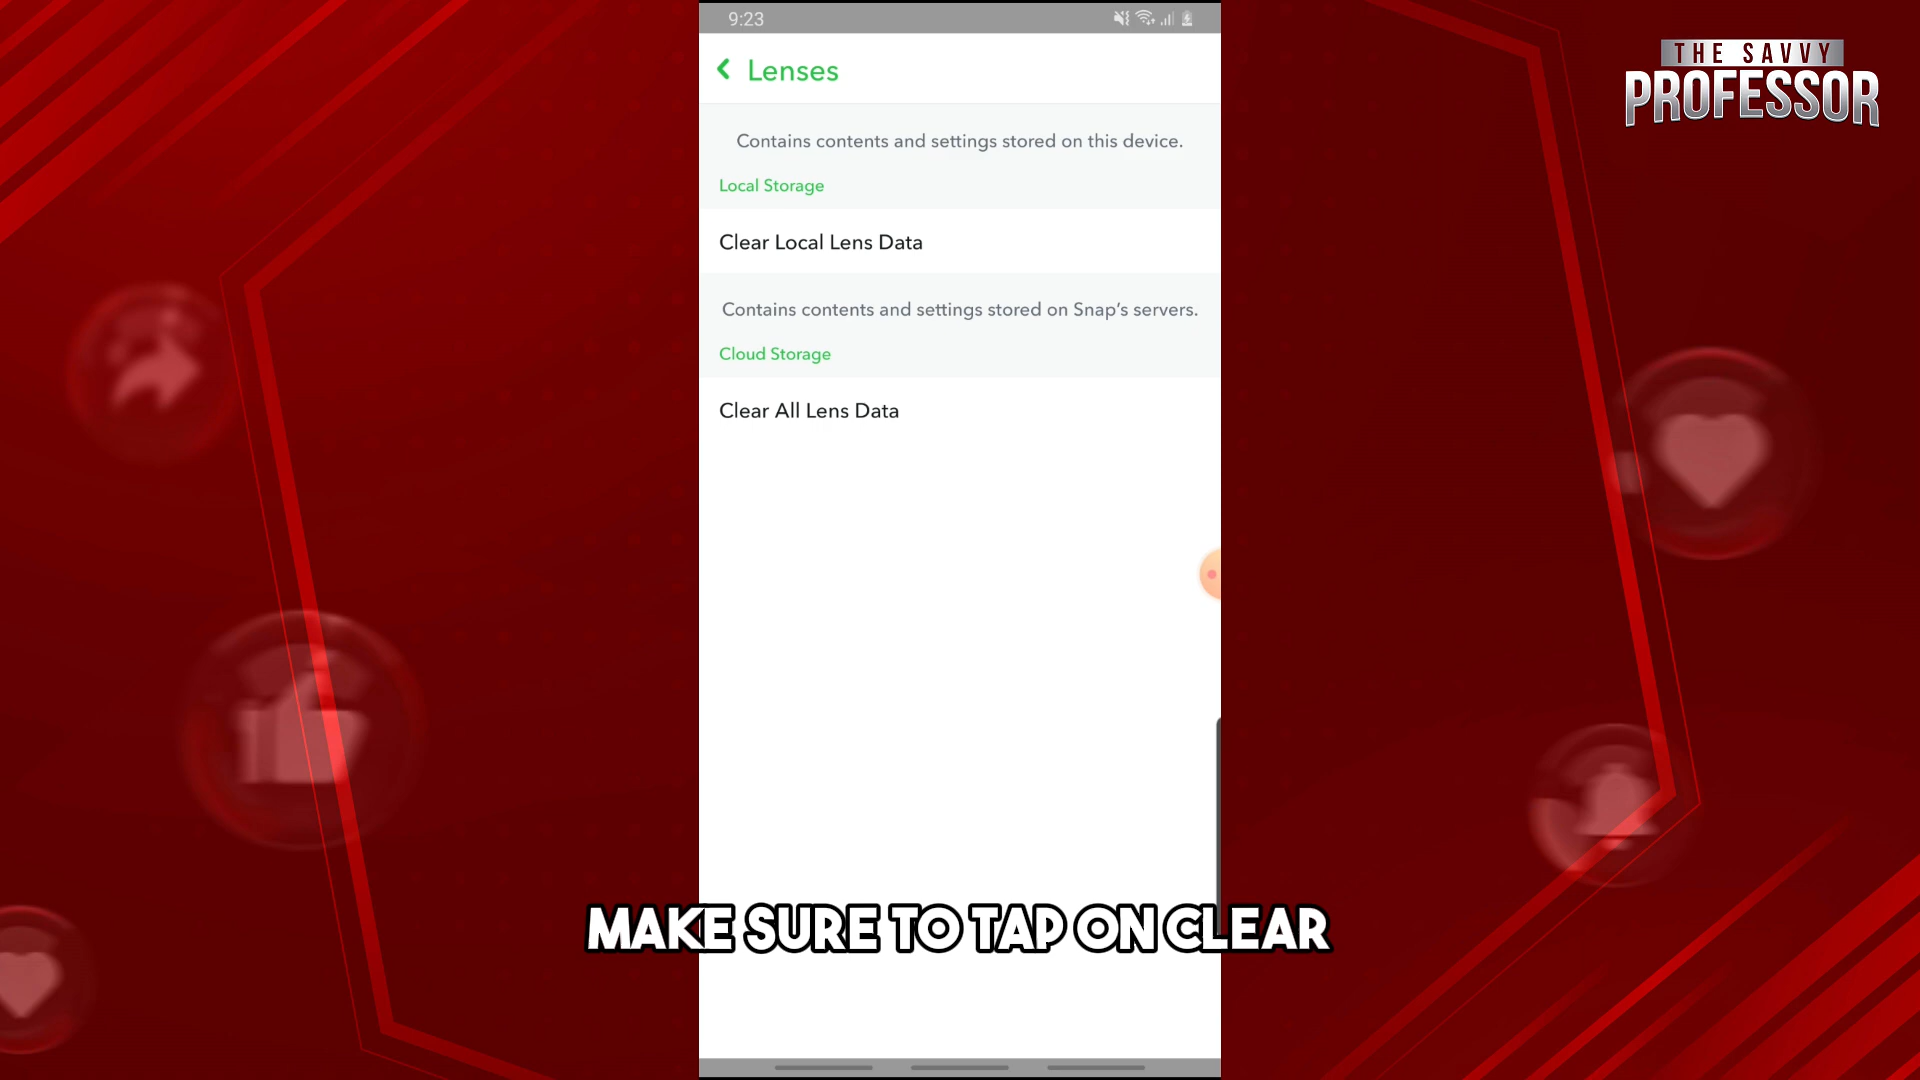 9:23
THE SAVVY
PROFESSOR
Lenses
Contains contents and settings stored on this device.
Local Storage
Clear Local Lens Data
Contains contents and settings stored on Snap's servers.
Cloud Storage
Clear All Lens Data
MAKE SURE TO TAP ON CLEAR